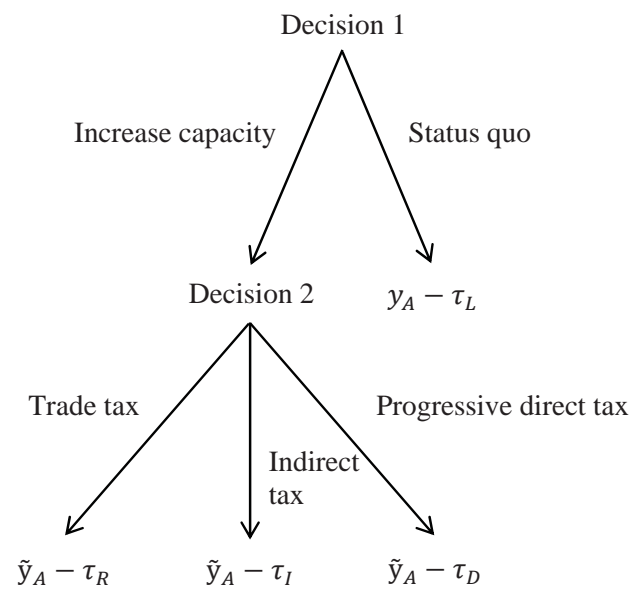 Decision 1
Increase capacity
Status quo
Decision 2
y_A − τ_L
Trade tax
Progressive direct tax
Indirect
tax
ỹ_A − τ_R
ỹ_A − τ_I
ỹ_A − τ_D